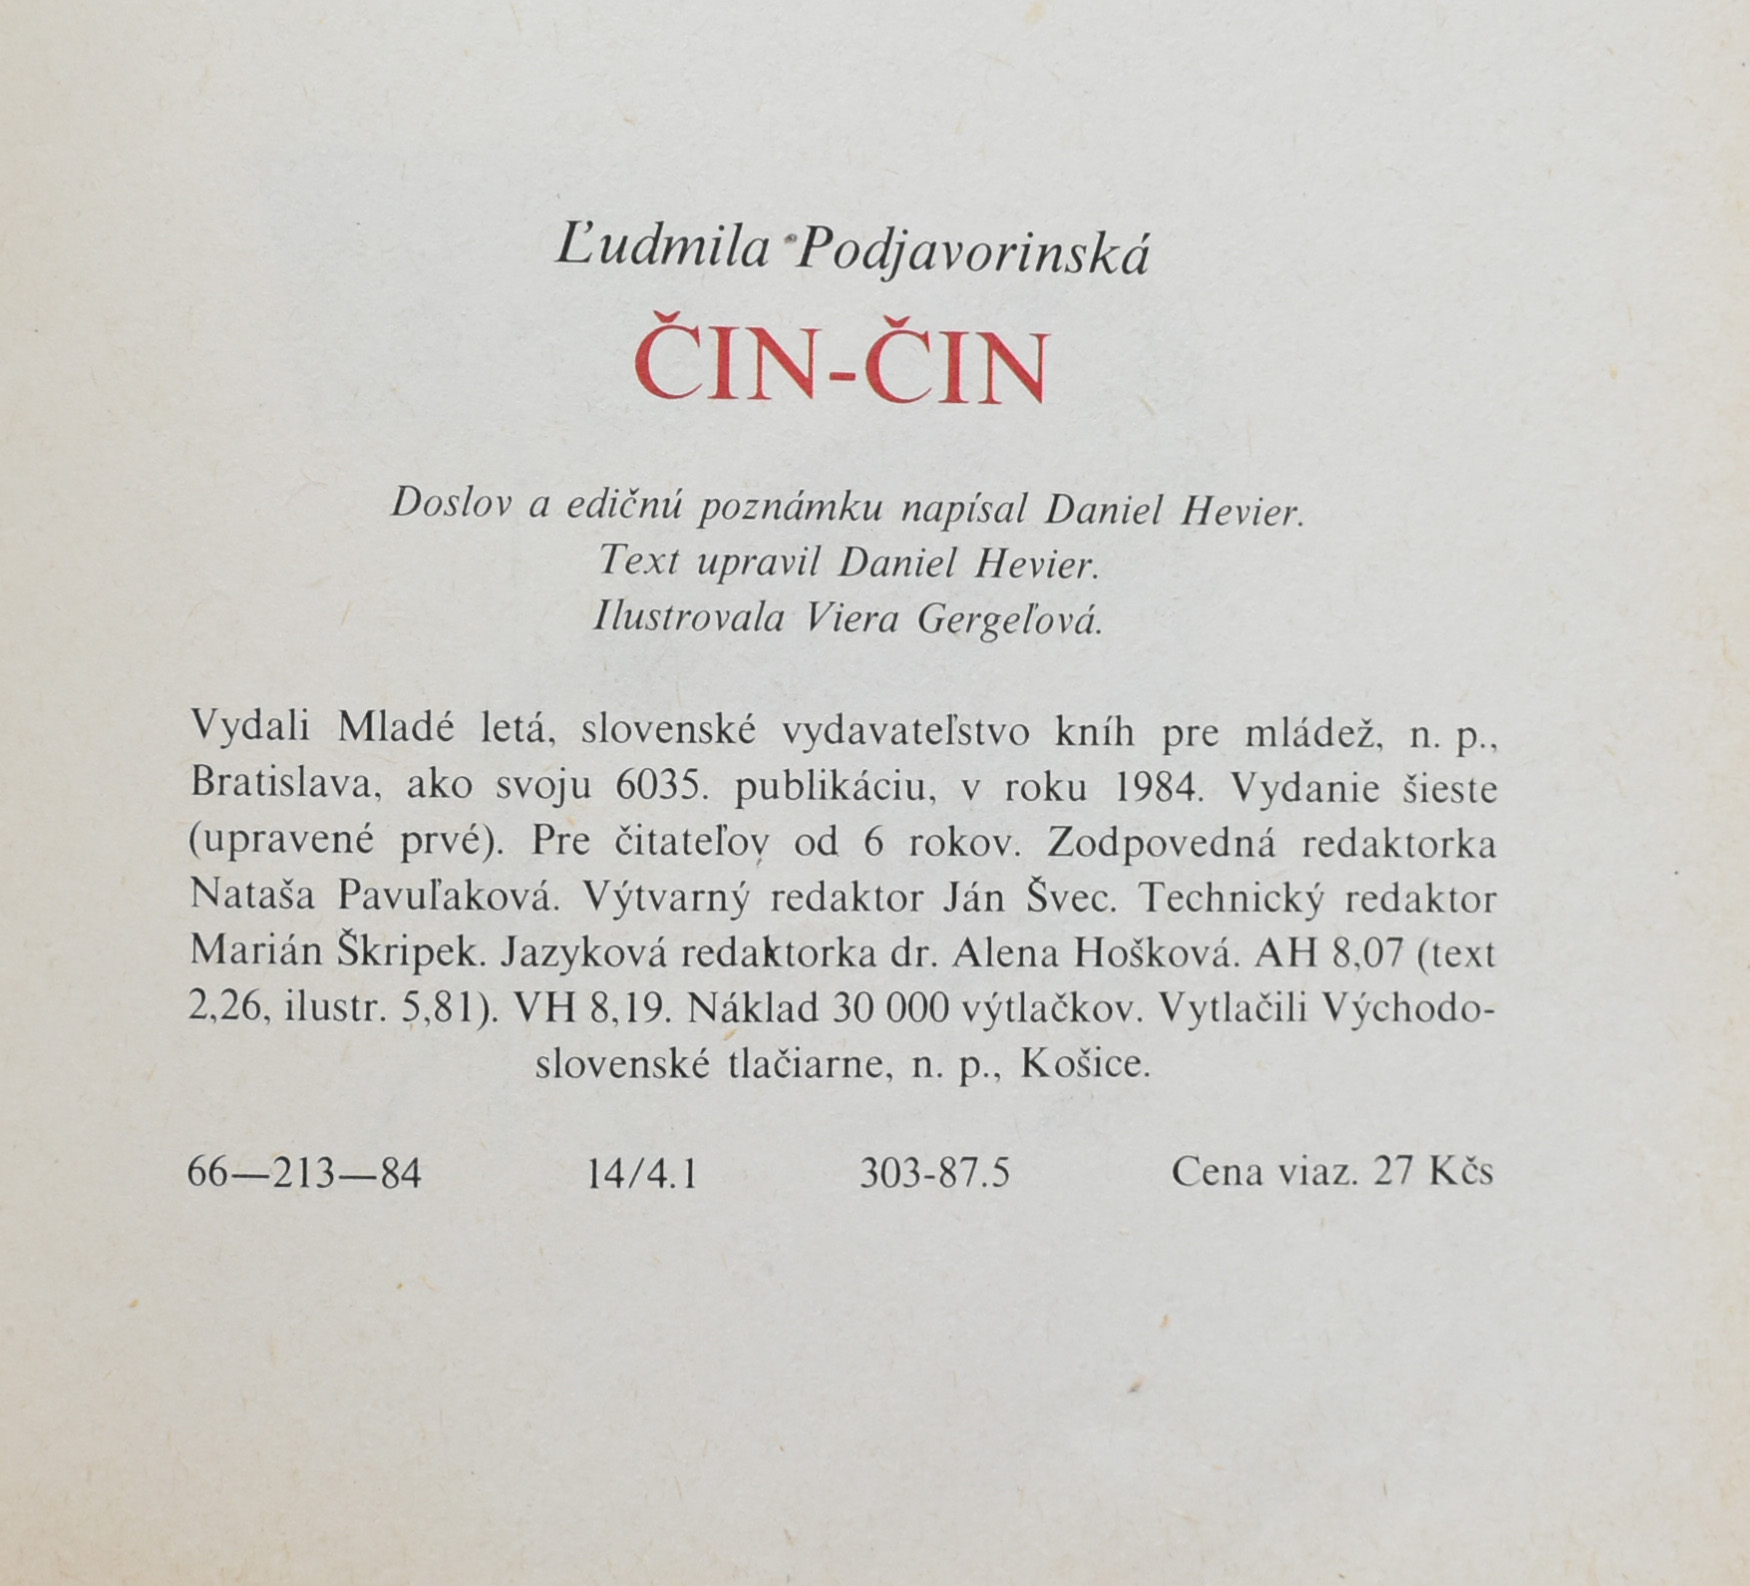 Ľudmila Podjavorinská
ČIN-ČIN
Doslov a edičnú poznámku napísal Daniel Hevier.
Text upravil Daniel Hevier.
Ilustrovala Viera Gergeľová.
Vydali Mladé letá, slovenské vydavateľstvo kníh pre mládež, n. p.,
Bratislava, ako svoju 6035. publikáciu, v roku 1984. Vydanie šieste
(upravené prvé). Pre čitateľov od 6 rokov. Zodpovedná redaktorka
Nataša Pavuľaková. Výtvarný redaktor Ján Švec. Technický redaktor
Marián Škripek. Jazyková redaktorka dr. Alena Hošková. AH 8,07 (text
2,26, ilustr. 5,81). VH 8,19. Náklad 30 000 výtlačkov. Vytlačili Východo-
slovenské tlačiarne, n. p., Košice.
66—213—84 14/4.1 303-87.5 Cena viaz. 27 Kčs